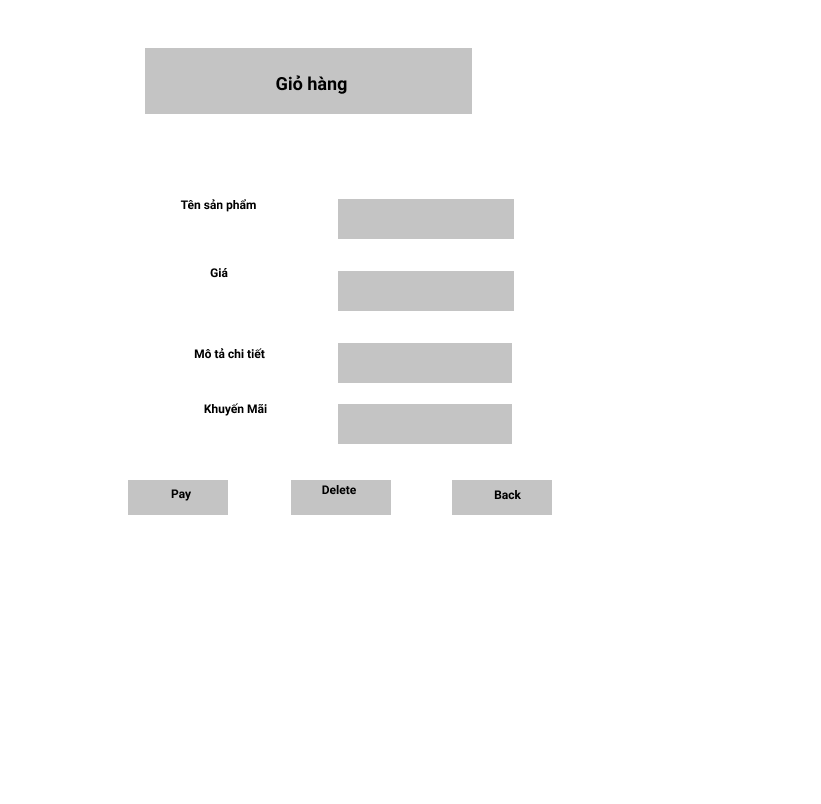 Giỏ hàng
Tên sản phẩm
Giá
Mô tả chi tiết
Khuyến Mãi
Pay
Delete
Back